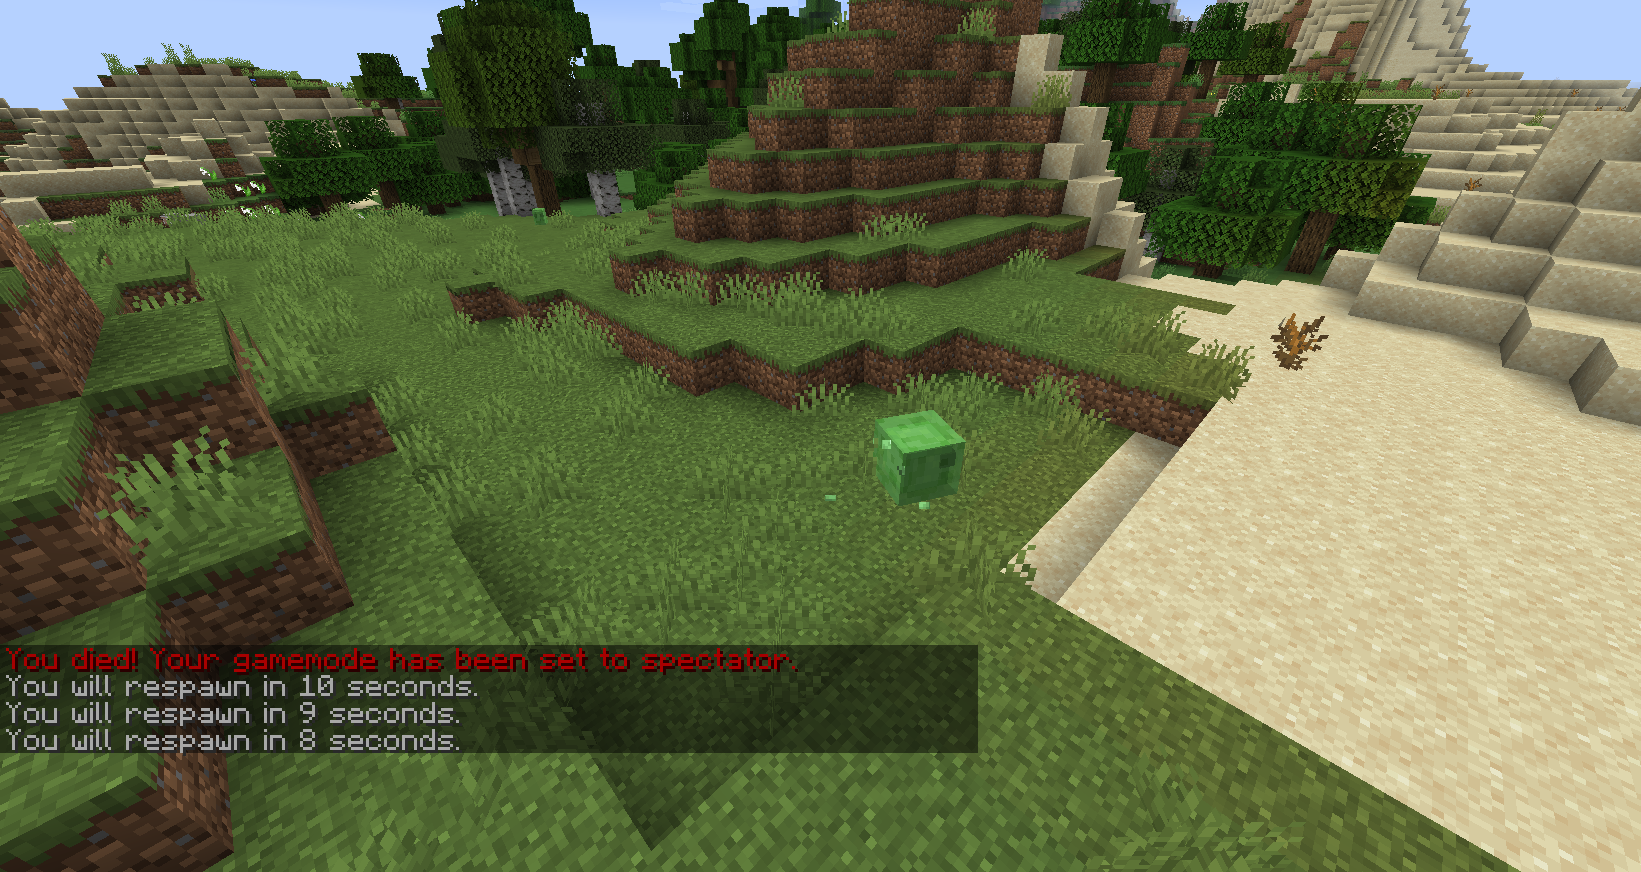 You died! Your gamemode has been set to spectator.
You will respawn in 10 seconds.
You will respawn in 9 seconds.
You will respawn in 8 seconds.